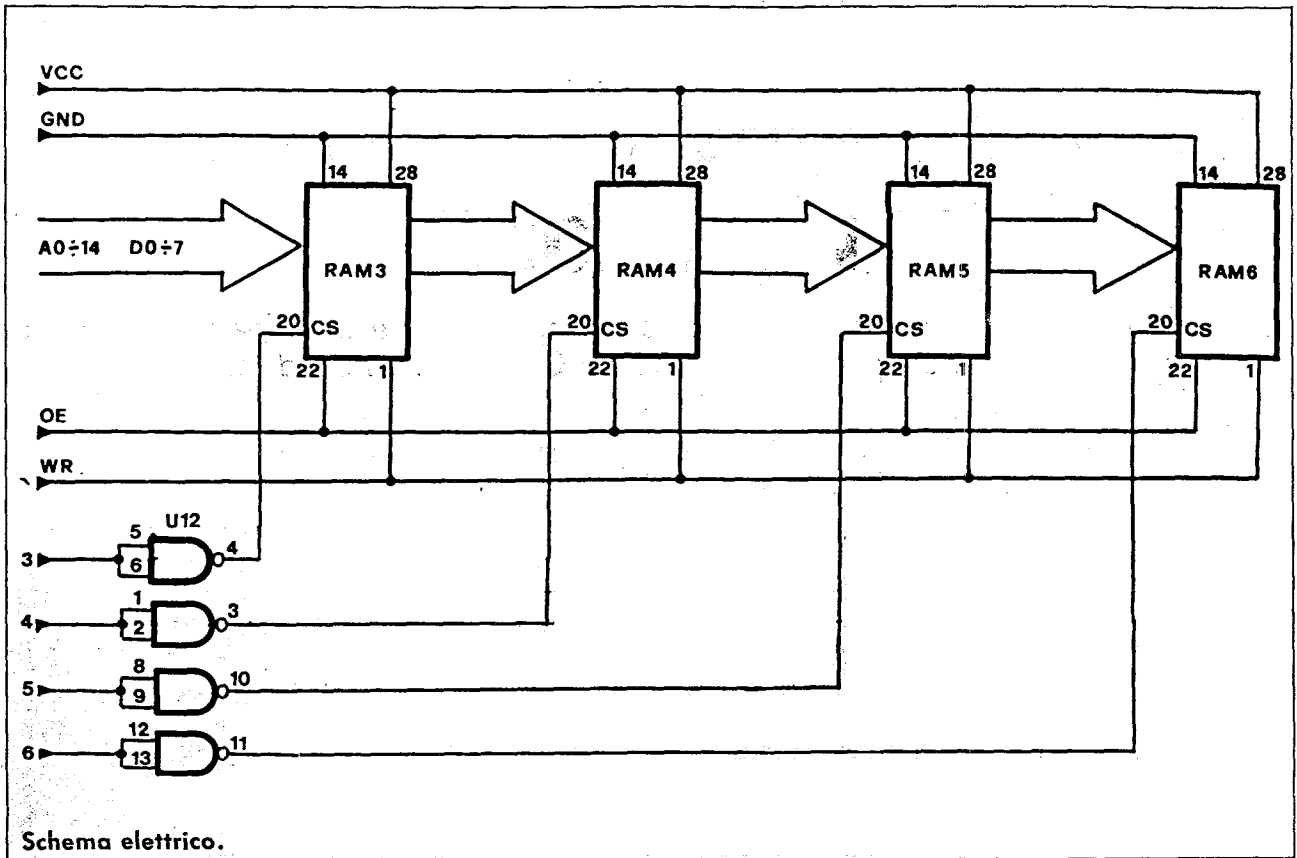 VCC
GND
14 28 14 28 14 28 14 28
A0÷14 D0÷7
RAM3 RAM4 RAM5 RAM6
20 CS 20 CS 20 CS 20 CS
22 1 22 1 22 1 22 1
OE
WR
U12
3 5 6 4
4 1 2 3
5 8 9 10
6 12 13 11
Schema elettrico.